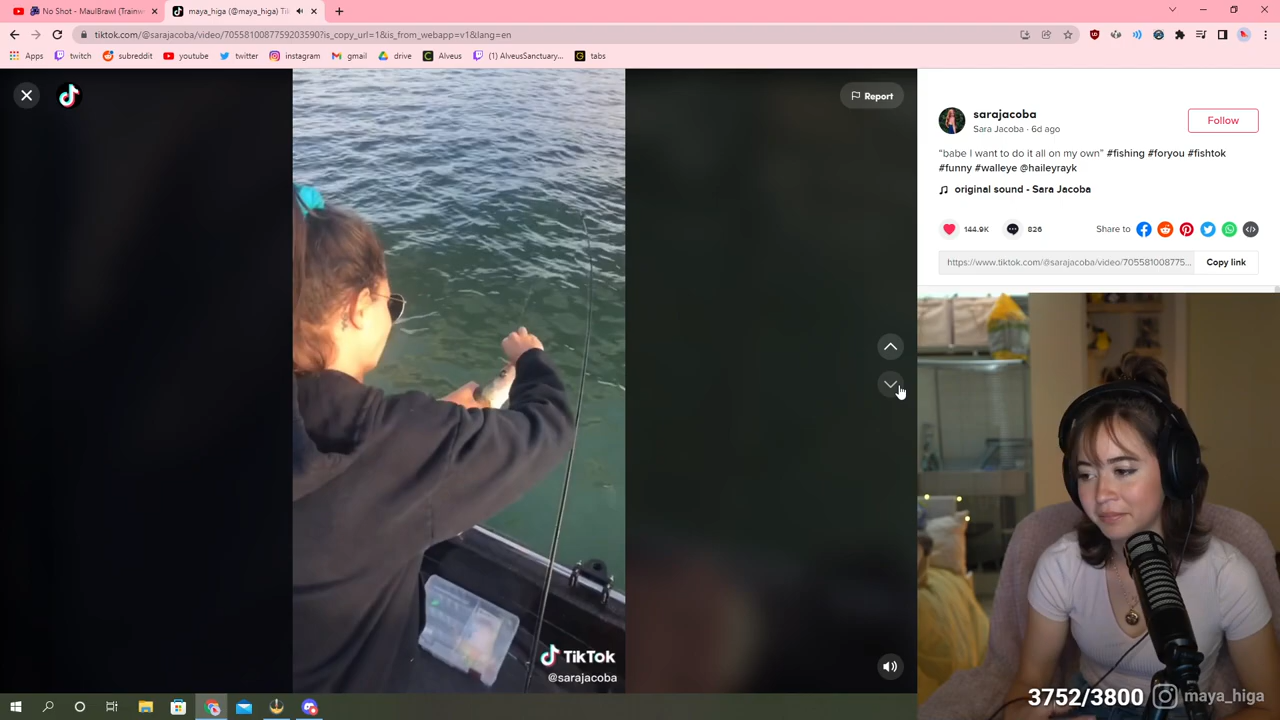 No Shot - MaulBrawl (Trainw
maya_higa (@maya_higa) Ti
tiktok.com/@sarajacoba/video/7055810087759203590?is_copy_url=1&is_from_webapp=v1&lang=en
Apps twitch subreddit youtube twitter instagram gmail drive Alveus (1) AlveusSanctuary... tabs
Report
sarajacoba
Sara Jacoba · 6d ago
Follow
“babe I want to do it all on my own” #fishing #foryou #fishtok
#funny #walleye @haileyrayk
original sound - Sara Jacoba
144.9K 826 Share to
https://www.tiktok.com/@sarajacoba/video/705581008775... Copy link
TikTok
@sarajacoba
3752/3800 maya_higa